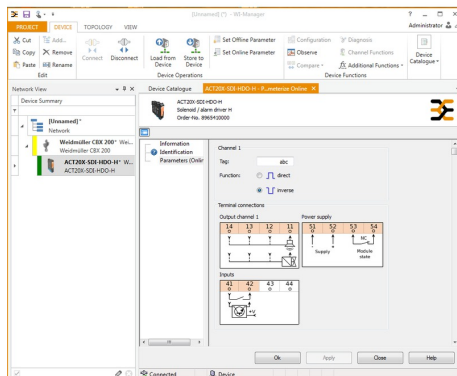 [Unnamed] (*) - WI-Manager
PROJECT DEVICE TOPOLOGY VIEW Administrator
Cut Add...
Copy Remove
Paste Rename
Edit
Connect Disconnect
Load from Device Store to Device
Set Offline Parameter
Set Online Parameter
Device Operations
Configuration Diagnosis
Observe Channel Functions
Compare Additional Functions
Device Functions
Device Catalogue
Network View
Device Summary
[Unnamed]*
Network
Weidmüller CBX 200* Wei...
Weidmüller CBX 200
ACT20X-SDI-HDO-H* W...
ACT20X-SDI-HDO-H
Device Catalogue ACT20X-SDI-HDO-H - P...meterize Online
ACT20X-SDI-HDO-H
Solenoid / alarm driver H
Order-No. 8965410000
Information
Identification
Parameters (Onlin
Channel 1
Tag: abc
Function: direct
inverse
Terminal connections
Output channel 1 Power supply
14 13 12 11 51 52 53 54
NC
Supply Module state
Inputs
41 42 43 44
+V
Ok Apply Close Help
Connected Device